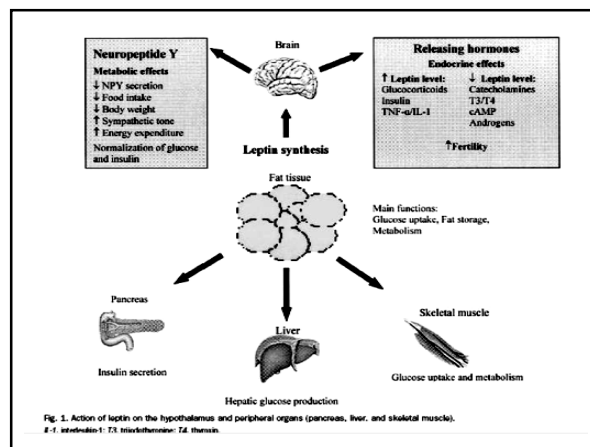 Brain
Neuropeptide Y
Metabolic effects
↓ NPY secretion
↓ Food intake
↓ Body weight
↑ Sympathetic tone
↑ Energy expenditure
Normalization of glucose
and insulin
Releasing hormones
Endocrine effects
↑ Leptin level: ↓ Leptin level:
Glucocorticoids Catecholamines
Insulin T3/T4
TNF-α/IL-1 cAMP
Androgens
↑Fertility
Leptin synthesis
Fat tissue
Main functions:
Glucose uptake, Fat storage,
Metabolism
Pancreas
Insulin secretion
Liver
Hepatic glucose production
Skeletal muscle
Glucose uptake and metabolism
Fig. 1. Action of leptin on the hypothalamus and peripheral organs (pancreas, liver, and skeletal muscle).
IL-1, interleukin-1; T3, triiodothyronine; T4, thyroxin.